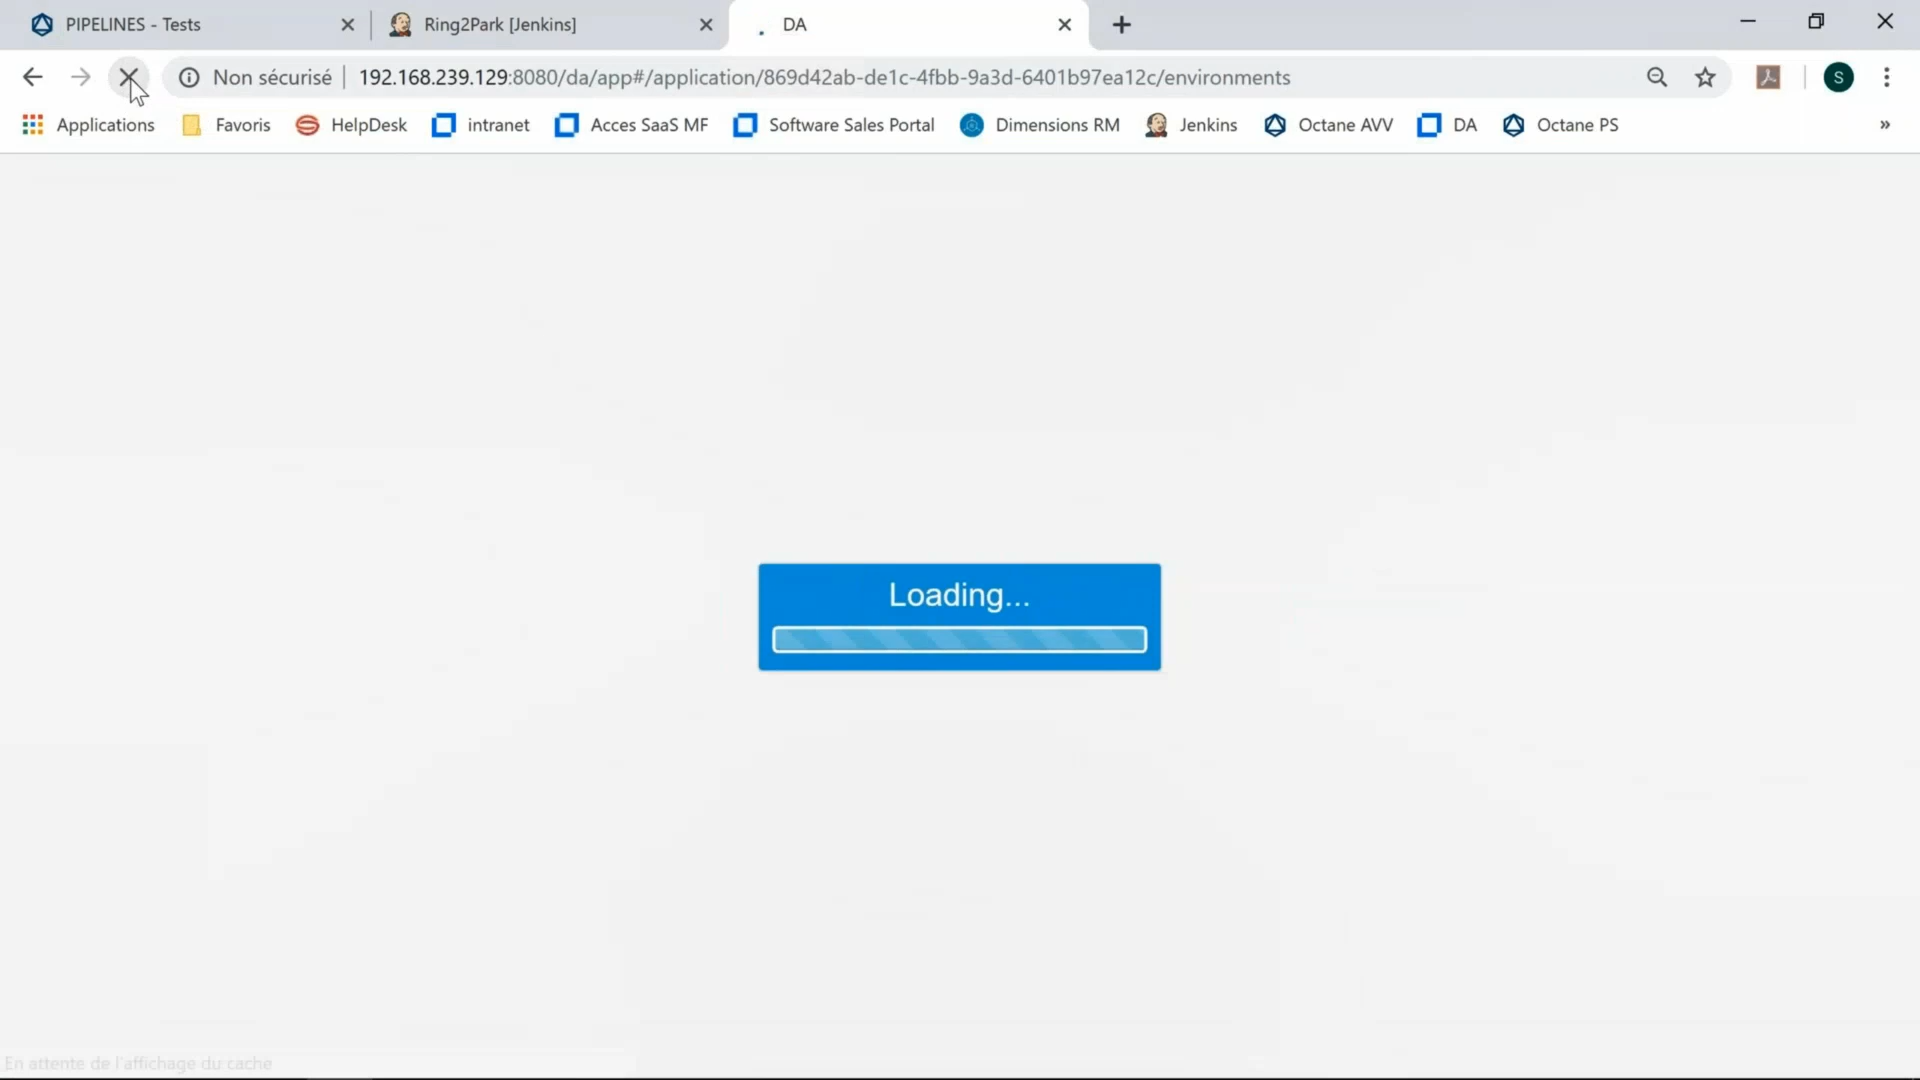 PIPELINES - Tests
Ring2Park [Jenkins]
DA
Non sécurisé
192.168.239.129:8080/da/app#/application/869d42ab-de1c-4fbb-9a3d-6401b97ea12c/environments
S
Applications
Favoris
HelpDesk
intranet
Acces SaaS MF
Software Sales Portal
Dimensions RM
Jenkins
Octane AVV
DA
Octane PS
»
Loading...
En attente de l'affichage du cache